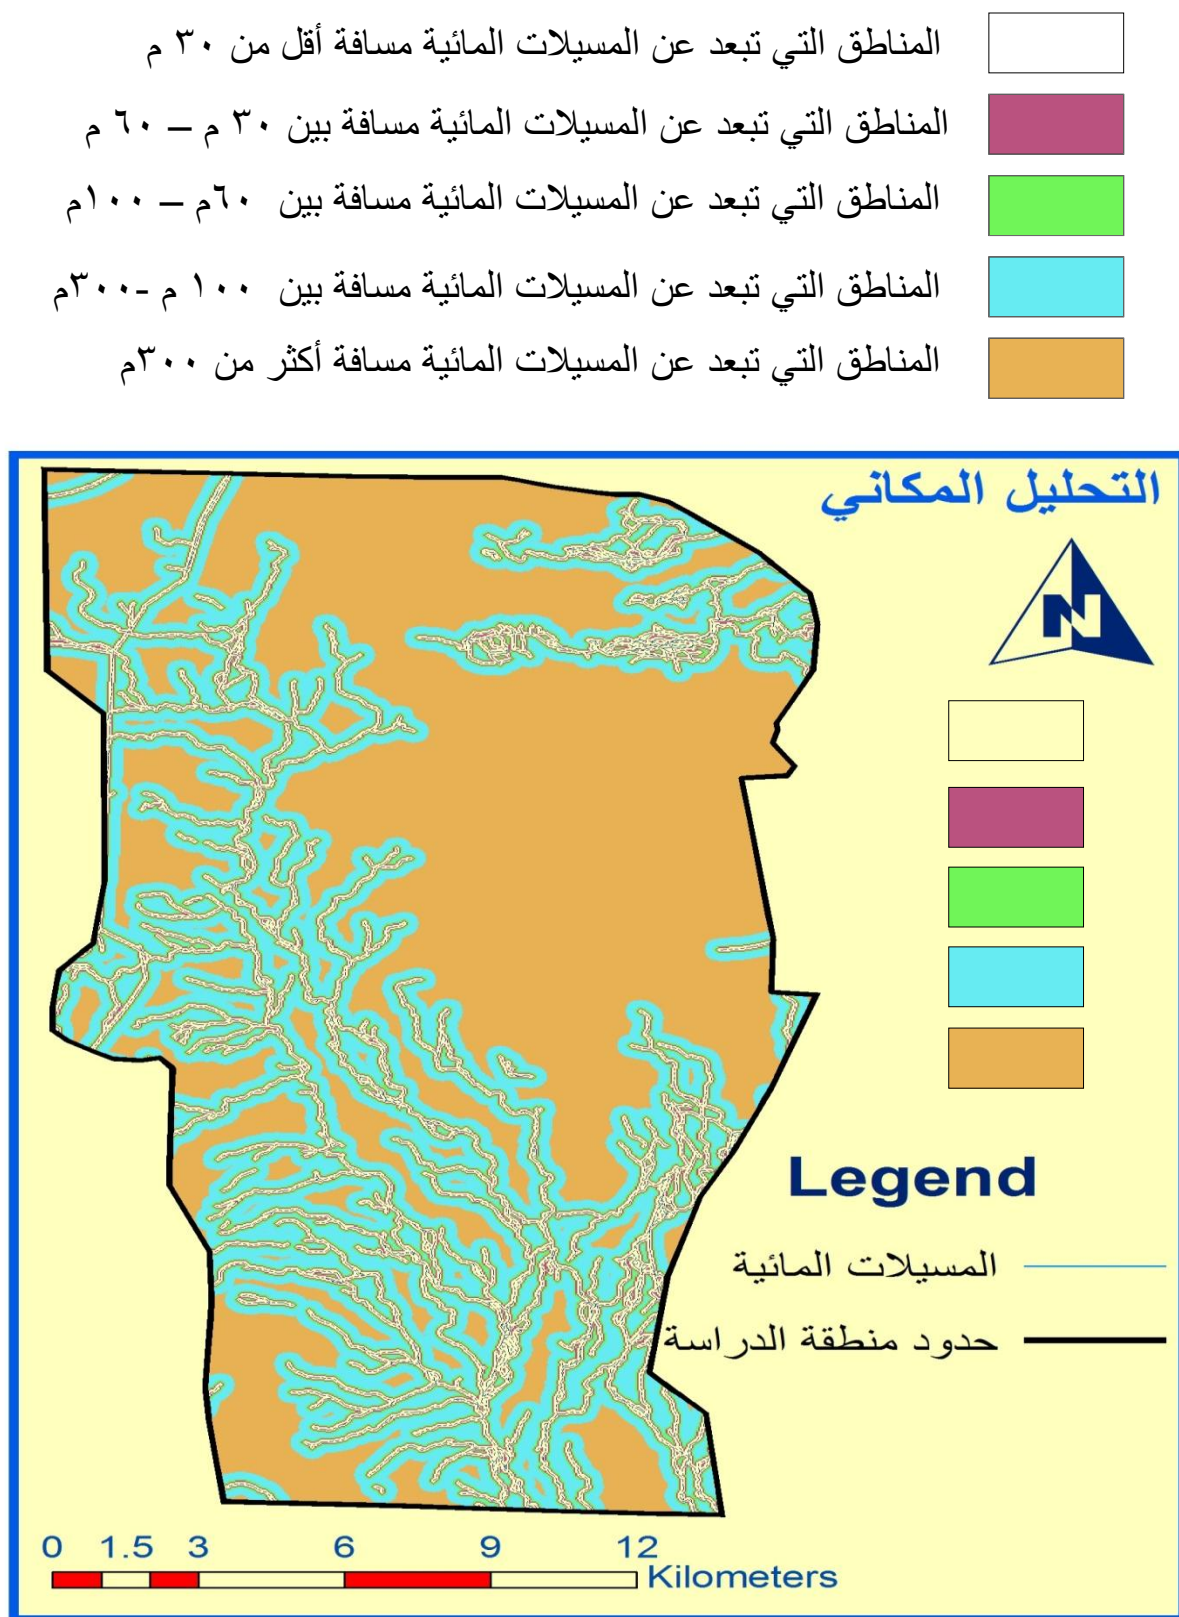 المناطق التي تبعد عن المسيلات المائية مسافة أقل من ٣٠ م
المناطق التي تبعد عن المسيلات المائية مسافة بين ٣٠ م – ٦٠ م
المناطق التي تبعد عن المسيلات المائية مسافة بين ٦٠م – ١٠٠م
المناطق التي تبعد عن المسيلات المائية مسافة بين ١٠٠ م -٣٠٠م
المناطق التي تبعد عن المسيلات المائية مسافة أكثر من ٣٠٠م
التحليل المكاني
N
Legend
المسيلات المائية
حدود منطقة الدراسة
0 1.5 3 6 9 12
Kilometers